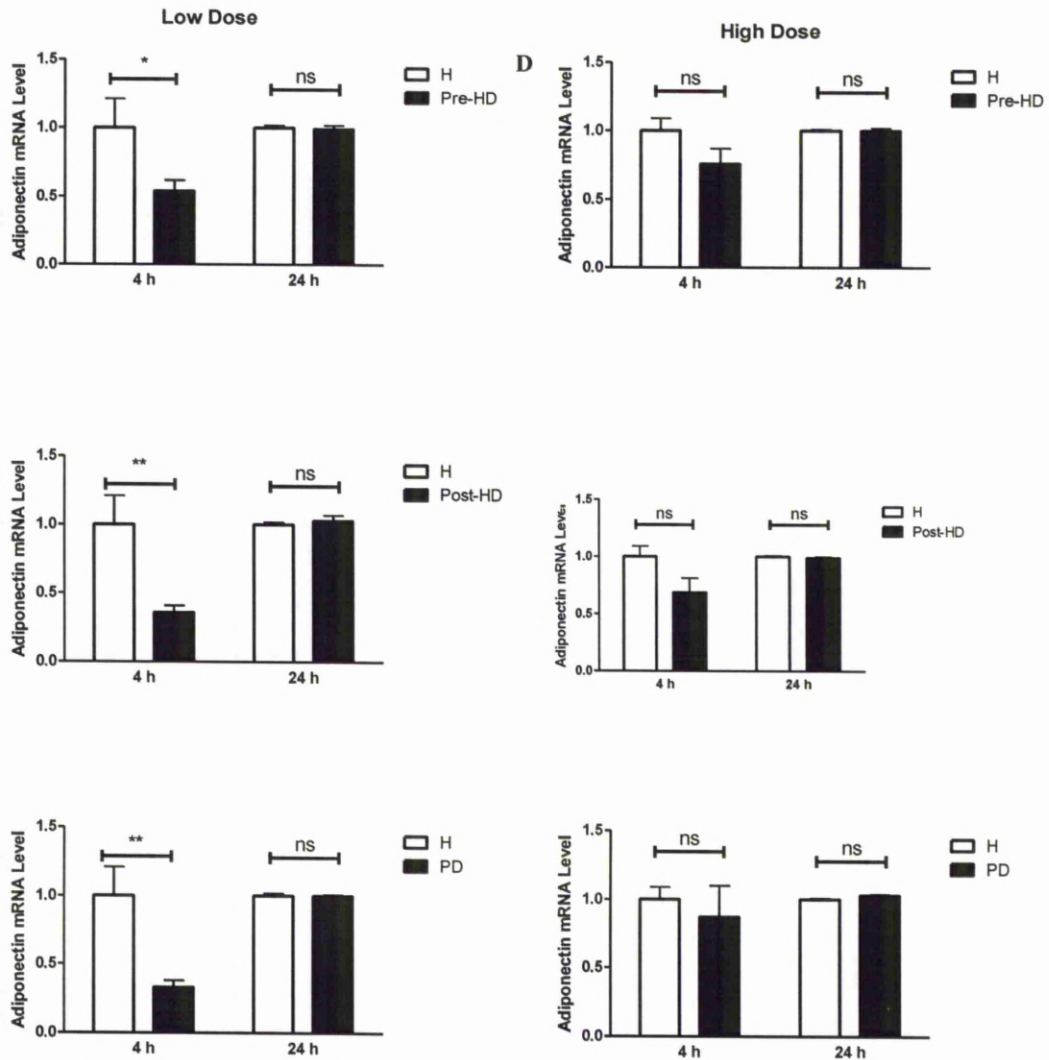 Low Dose
Adiponectin mRNA Level
1.5
1.0
0.5
0.0
*
ns
4 h
24 h
H
Pre-HD
D
High Dose
Adiponectin mRNA Level
1.5
1.0
0.5
0.0
ns
ns
4 h
24 h
H
Pre-HD
Adiponectin mRNA Level
1.5
1.0
0.5
0.0
**
ns
4 h
24 h
H
Post-HD
Adiponectin mRNA Level
1.5
1.0
0.5
0.0
ns
ns
4 h
24 h
H
Post-HD
Adiponectin mRNA Level
1.5
1.0
0.5
0.0
**
ns
4 h
24 h
H
PD
Adiponectin mRNA Level
1.5
1.0
0.5
0.0
ns
ns
4 h
24 h
H
PD